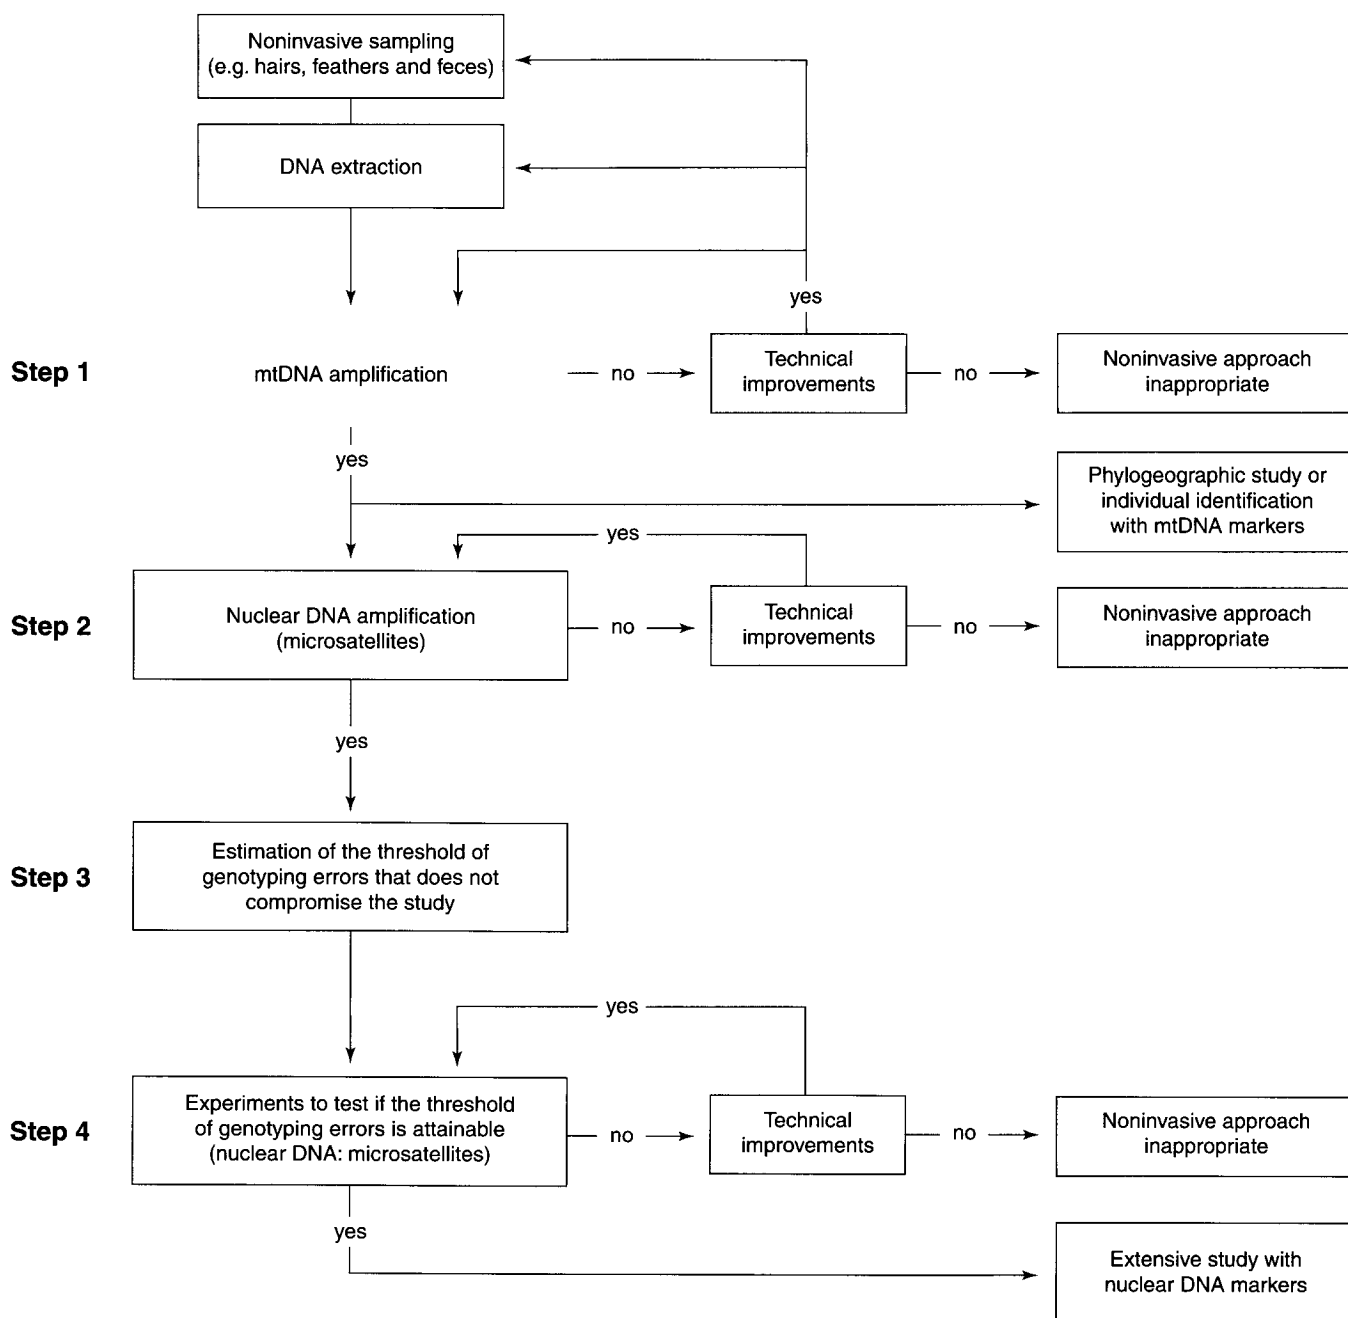 Noninvasive sampling
(e.g. hairs, feathers and feces)
DNA extraction
yes
Step 1
mtDNA amplification
no
Technical
improvements
no
Noninvasive approach
inappropriate
yes
Phylogeographic study or
individual identification
with mtDNA markers
yes
Step 2
Nuclear DNA amplification
(microsatellites)
no
Technical
improvements
no
Noninvasive approach
inappropriate
yes
Step 3
Estimation of the threshold of
genotyping errors that does not
compromise the study
yes
Step 4
Experiments to test if the threshold
of genotyping errors is attainable
(nuclear DNA: microsatellites)
no
Technical
improvements
no
Noninvasive approach
inappropriate
yes
Extensive study with
nuclear DNA markers